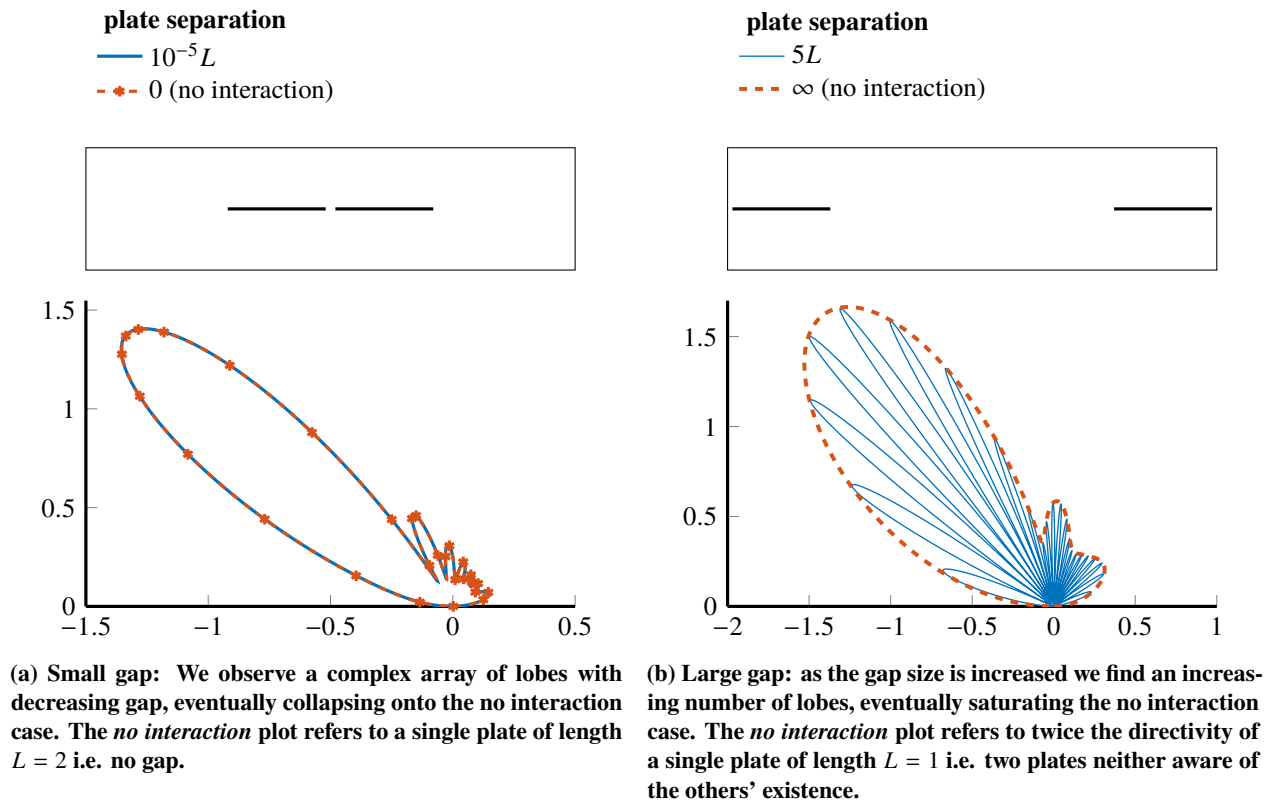 plate separation
10⁻⁵L
0 (no interaction)
1.5
1
0.5
0
−1.5
−1
−0.5
0
0.5
(a) Small gap: We observe a complex array of lobes with
decreasing gap, eventually collapsing onto the no interaction
case. The no interaction plot refers to a single plate of length
L = 2 i.e. no gap.
plate separation
5L
∞ (no interaction)
1.5
1
0.5
0
−2
−1.5
−1
−0.5
0
0.5
1
(b) Large gap: as the gap size is increased we find an increas-
ing number of lobes, eventually saturating the no interaction
case. The no interaction plot refers to twice the directivity of
a single plate of length L = 1 i.e. two plates neither aware of
the others' existence.